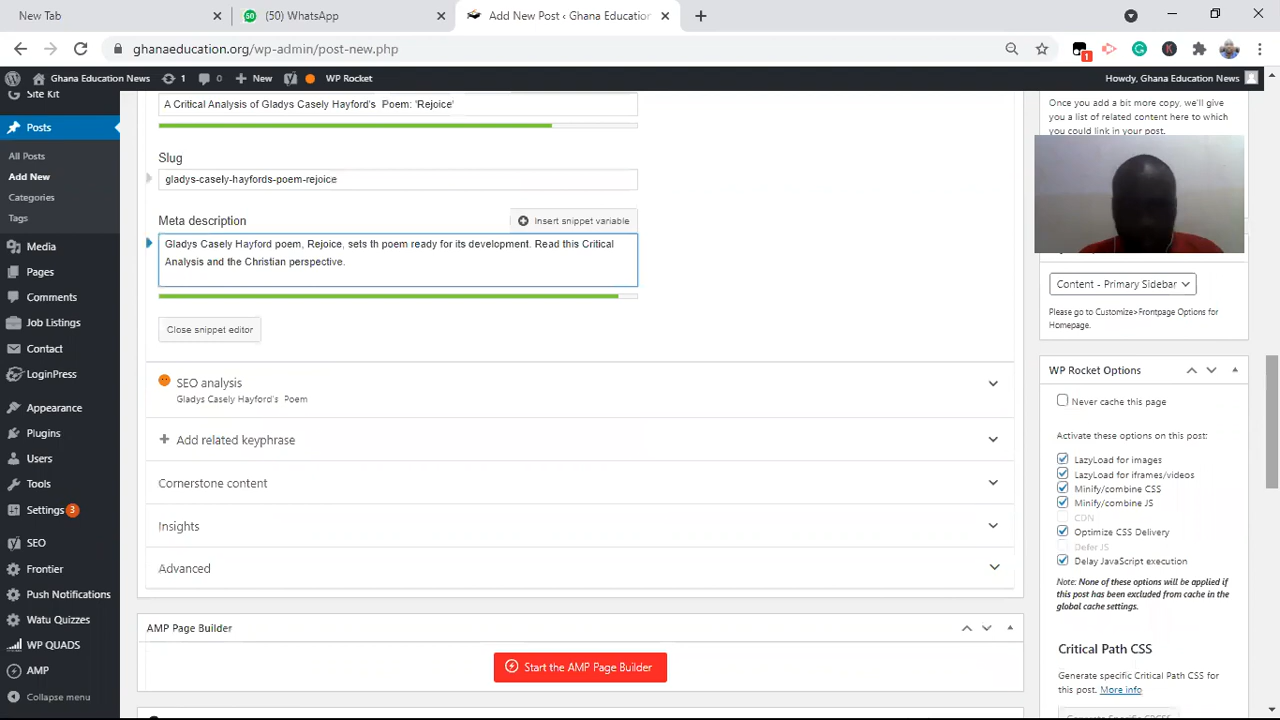 New Tab
(50) WhatsApp
Add New Post ‹ Ghana Education
ghanaeducation.org/wp-admin/post-new.php
1
Ghana Education News
1
0
New
WP Rocket
Howdy, Ghana Education News
Site Kit
Posts
All Posts
Add New
Categories
Tags
Media
Pages
Comments
Job Listings
Contact
LoginPress
Appearance
Plugins
Users
Tools
Settings 3
SEO
Frontier
Push Notifications
Watu Quizzes
WP QUADS
AMP
Collapse menu
A Critical Analysis of Gladys Casely Hayford's Poem: 'Rejoice'
Slug
gladys-casely-hayfords-poem-rejoice
Meta description
Insert snippet variable
Gladys Casely Hayford poem, Rejoice, sets th poem ready for its development. Read this Critical
Analysis and the Christian perspective.
Close snippet editor
SEO analysis
Gladys Casely Hayford's Poem
Add related keyphrase
Cornerstone content
Insights
Advanced
AMP Page Builder
Start the AMP Page Builder
Once you add a bit more copy, we'll give
you a list of related content here to which
you could link in your post.
Content - Primary Sidebar
Please go to Customize>Frontpage Options for
Homepage.
WP Rocket Options
Never cache this page
Activate these options on this post:
LazyLoad for images
LazyLoad for iframes/videos
Minify/combine CSS
Minify/combine JS
CDN
Optimize CSS Delivery
Defer JS
Delay JavaScript execution
Note: None of these options will be applied if
this post has been excluded from cache in the
global cache settings.
Critical Path CSS
Generate specific Critical Path CSS for
this post. More info